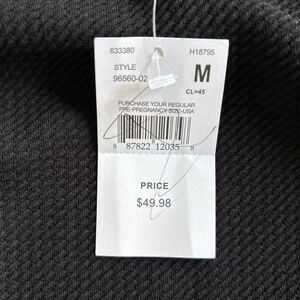 633380 H18795
STYLE
96560-02 M
CL=45
PURCHASE YOUR REGULAR
PRE-PREGNANCY SIZE-USA
8 87822 12035 8
PRICE
$49.98